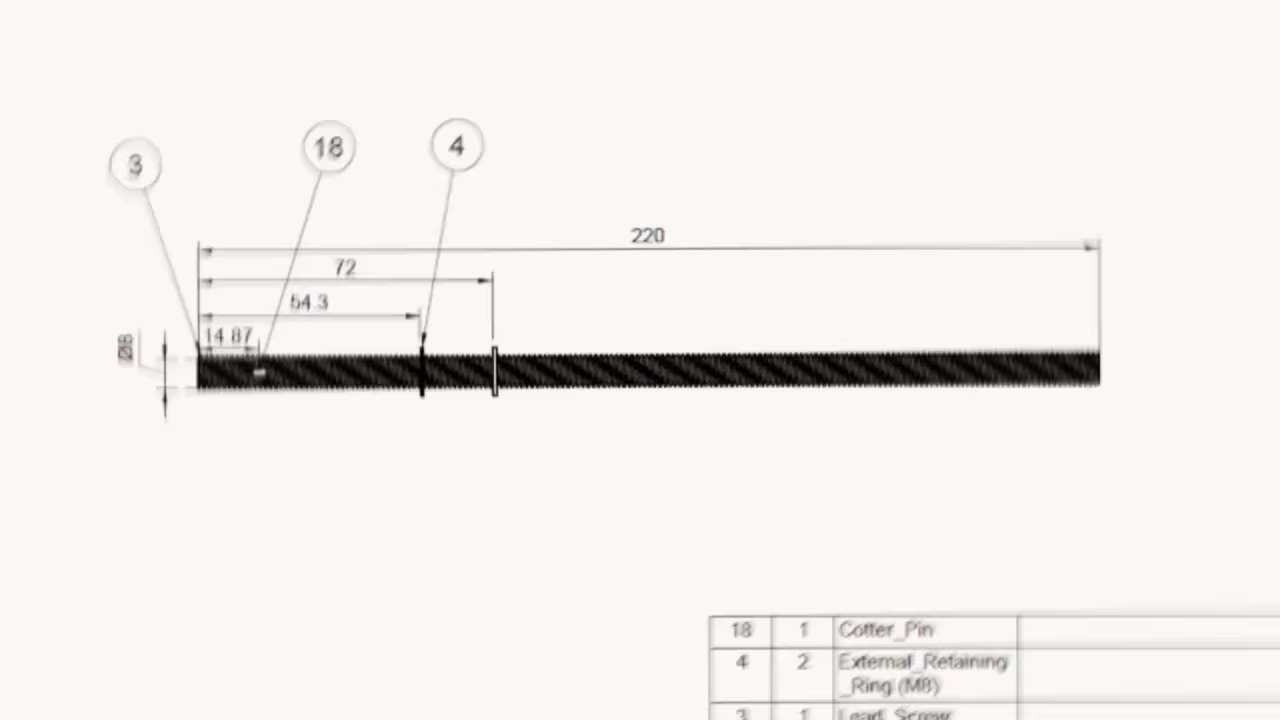 3
18
4
220
72
54.3
14.87
Ø8
18 1 Cotter_Pin
4 2 External_Retaining
_Ring (M8)
3 1 Lead_Screw